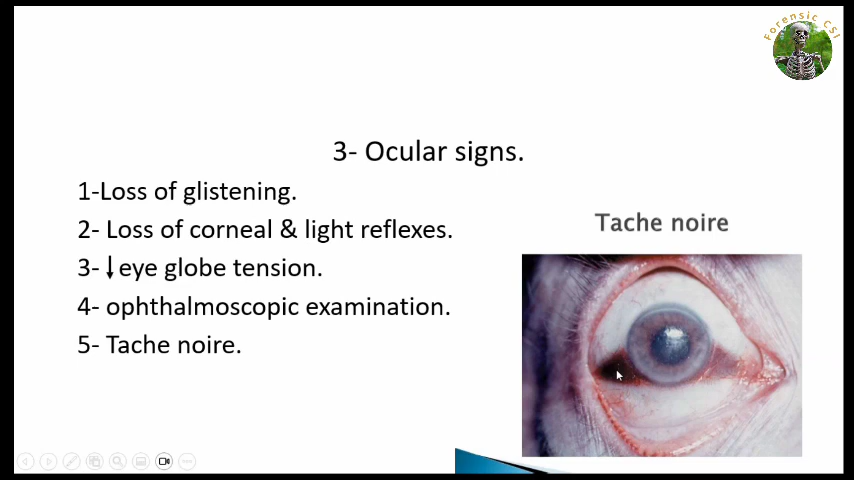 Forensic CSI
3- Ocular signs.
1-Loss of glistening.
2- Loss of corneal & light reflexes.
3- ↓ eye globe tension.
4- ophthalmoscopic examination.
5- Tache noire.
Tache noire